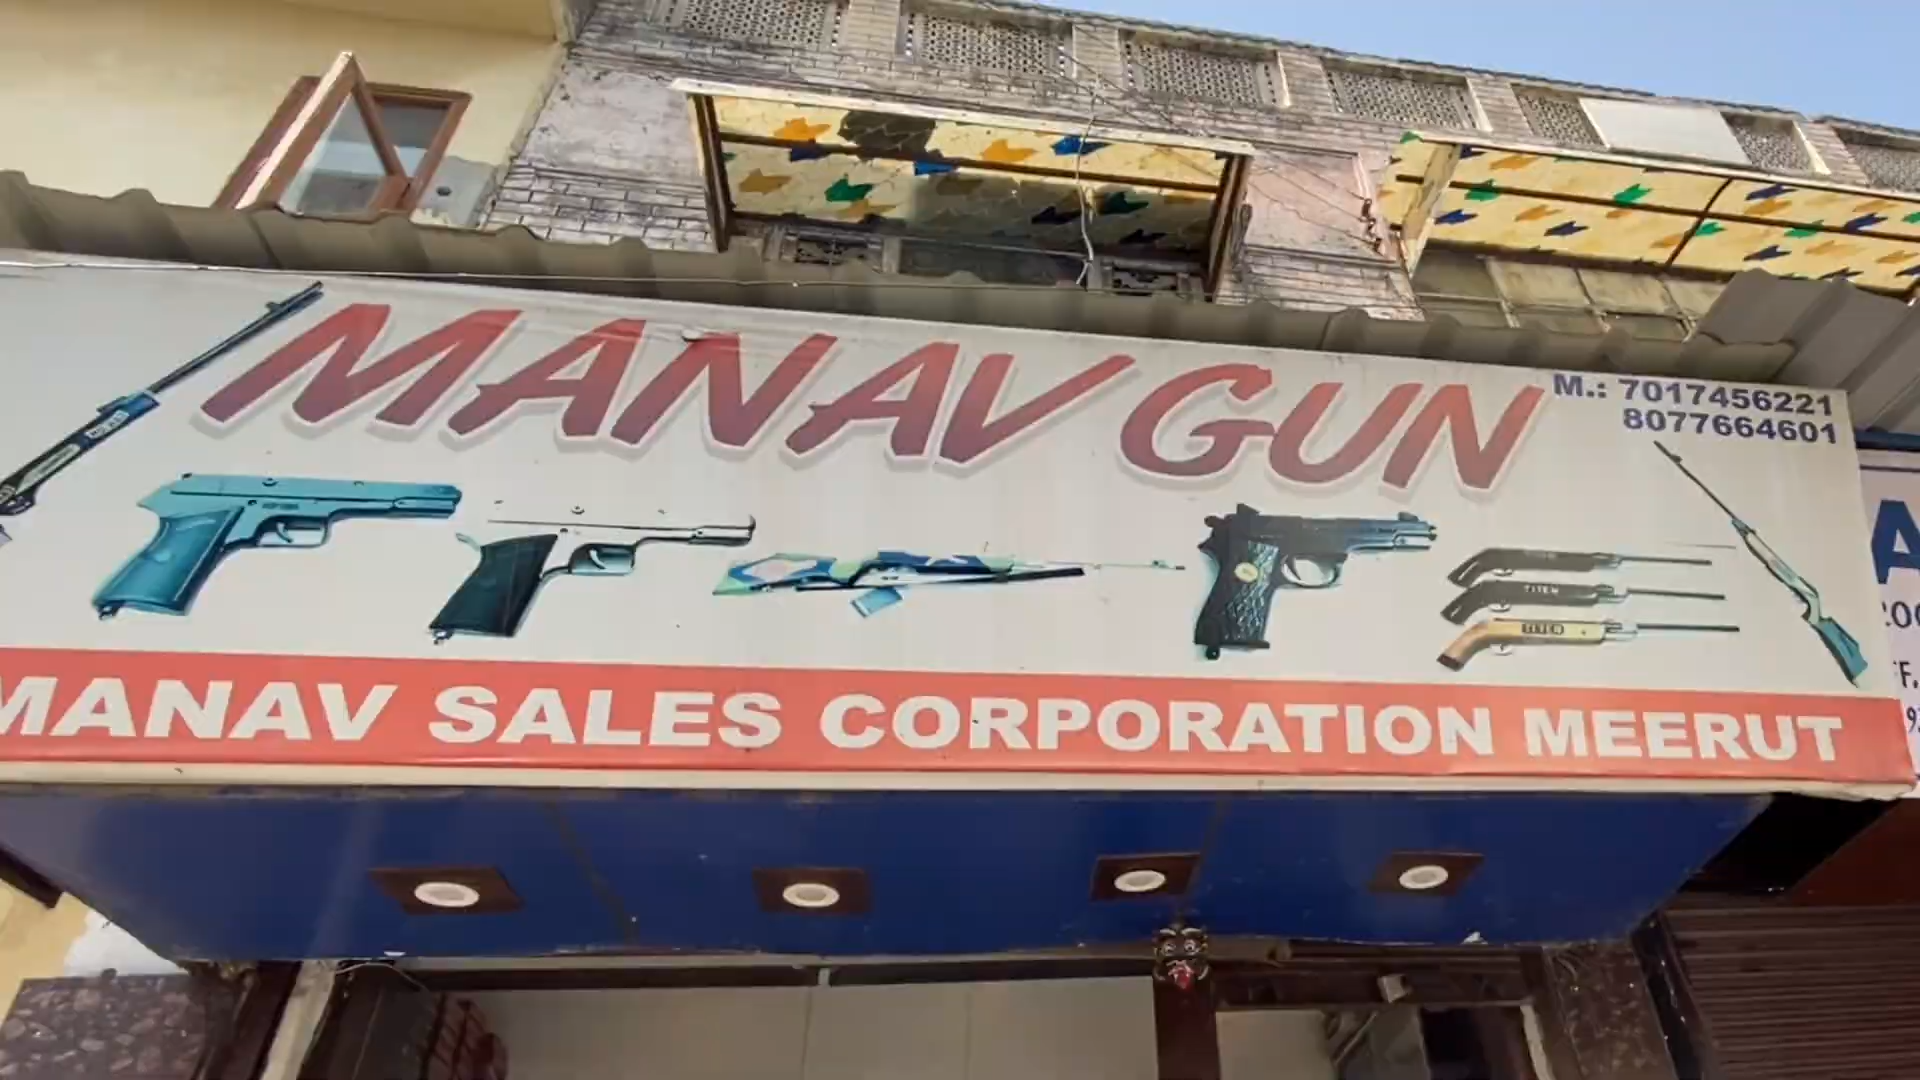 MANAV GUN
M.: 7017456221
8077664601
MANAV SALES CORPORATION MEERUT